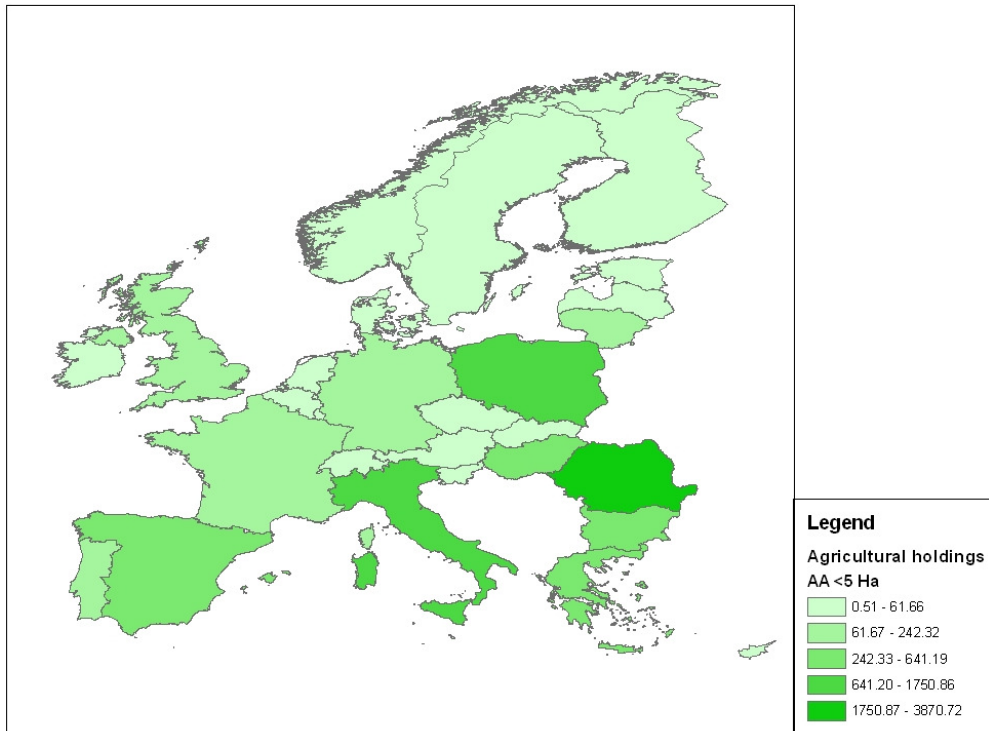 Legend
Agricultural holdings
AA <5 Ha
0.51 - 61.66
61.67 - 242.32
242.33 - 641.19
641.20 - 1750.86
1750.87 - 3870.72